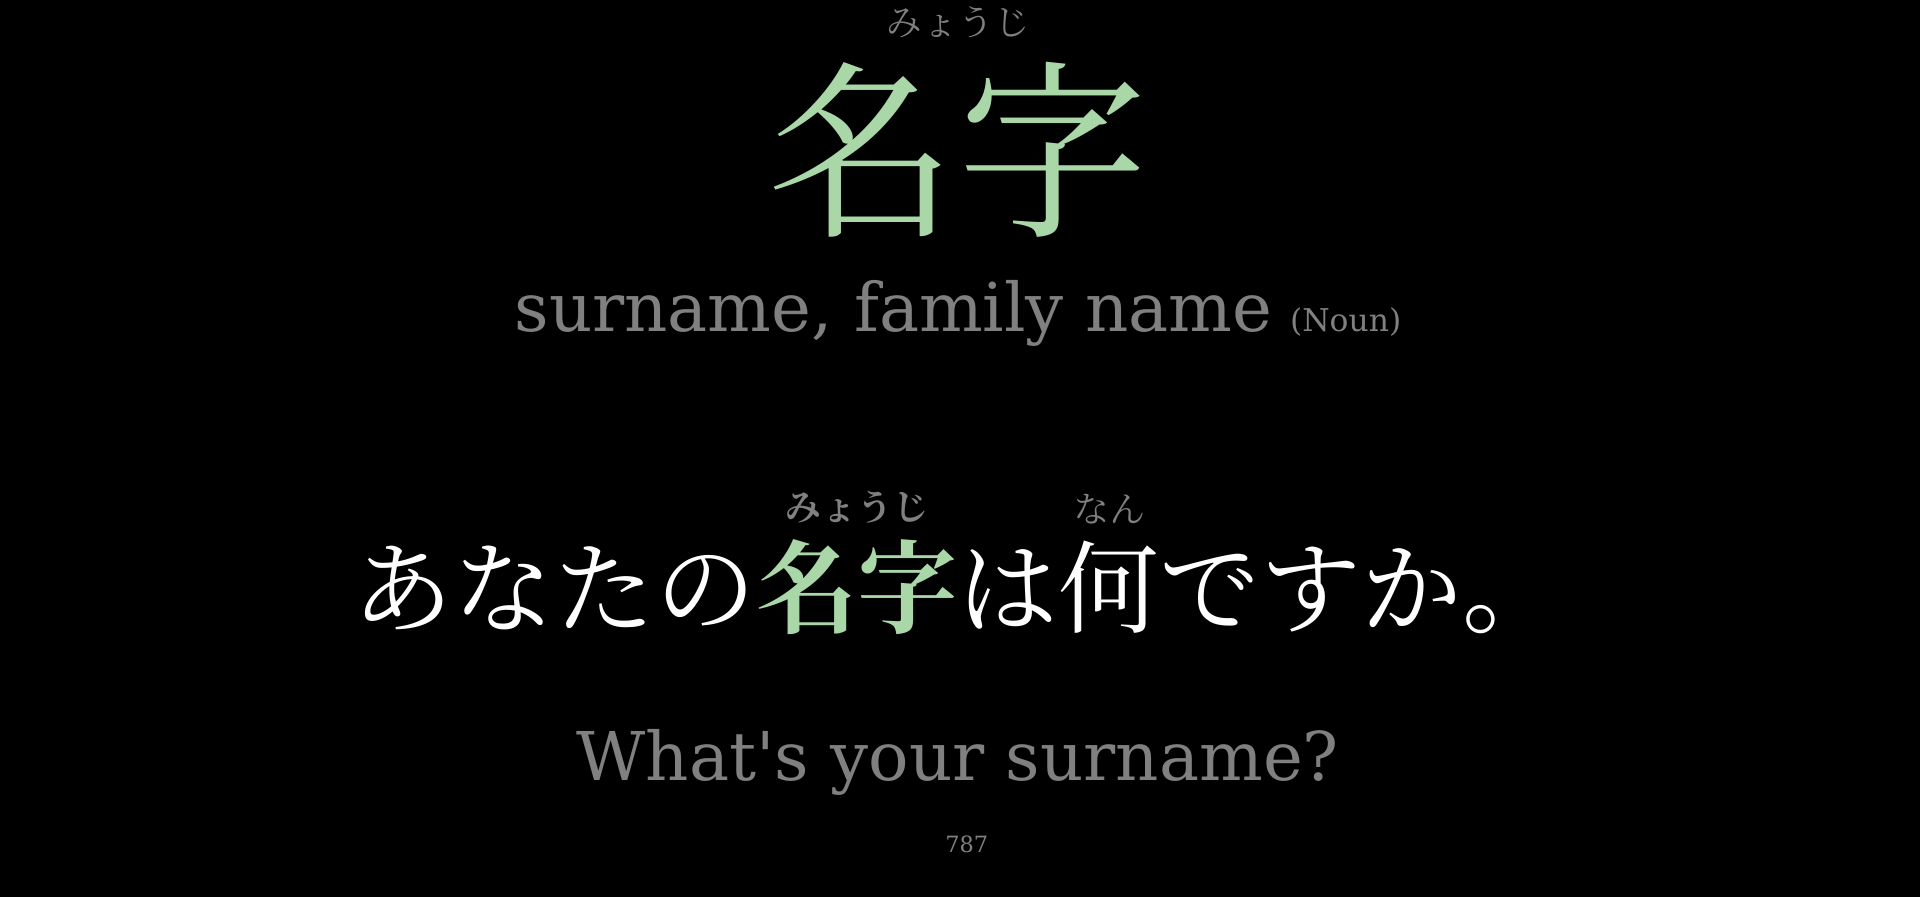 みょうじ
名字
surname, family name (Noun)
みょうじ なん
あなたの名字は何ですか。
What's your surname?
787